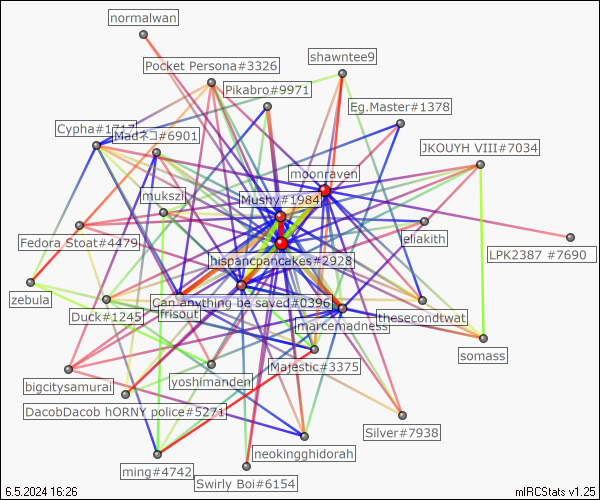 normalwan
shawntee9
Pocket Persona#3326
Pikabro#9971
Eg.Master#1378
Cypha#1717
Madネコ#6901
JKOUYH VIII#7034
moonraven
mukszi
Mushy#1984
eliakith
Fedora Stoat#4479
LPK2387 #7690
hispancpancakes#2928
zebula
Can anything be saved#0396
Duck#1245
frisout
thesecondtwat
marcemadness
somass
Majestic#3375
bigcitysamurai
yoshimanden
DacobDacob hORNY police#5271
Silver#7938
neokingghidorah
ming#4742
Swirly Boi#6154
6.5.2024 16:26
mIRCStats v1.25